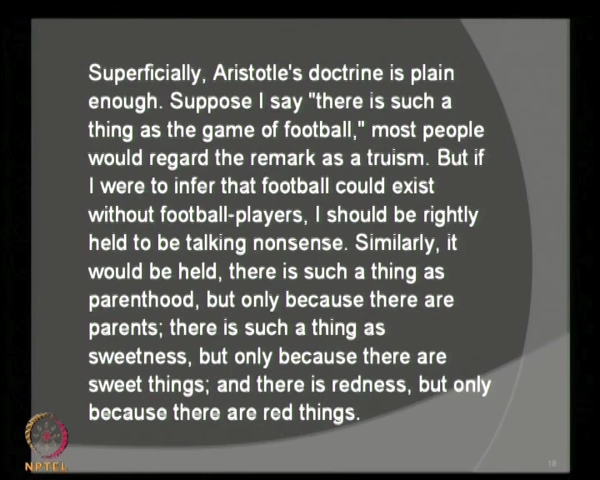 Superficially, Aristotle's doctrine is plain
enough. Suppose I say "there is such a
thing as the game of football," most people
would regard the remark as a truism. But if
I were to infer that football could exist
without football-players, I should be rightly
held to be talking nonsense. Similarly, it
would be held, there is such a thing as
parenthood, but only because there are
parents; there is such a thing as
sweetness, but only because there are
sweet things; and there is redness, but only
because there are red things.
NPTEL
18